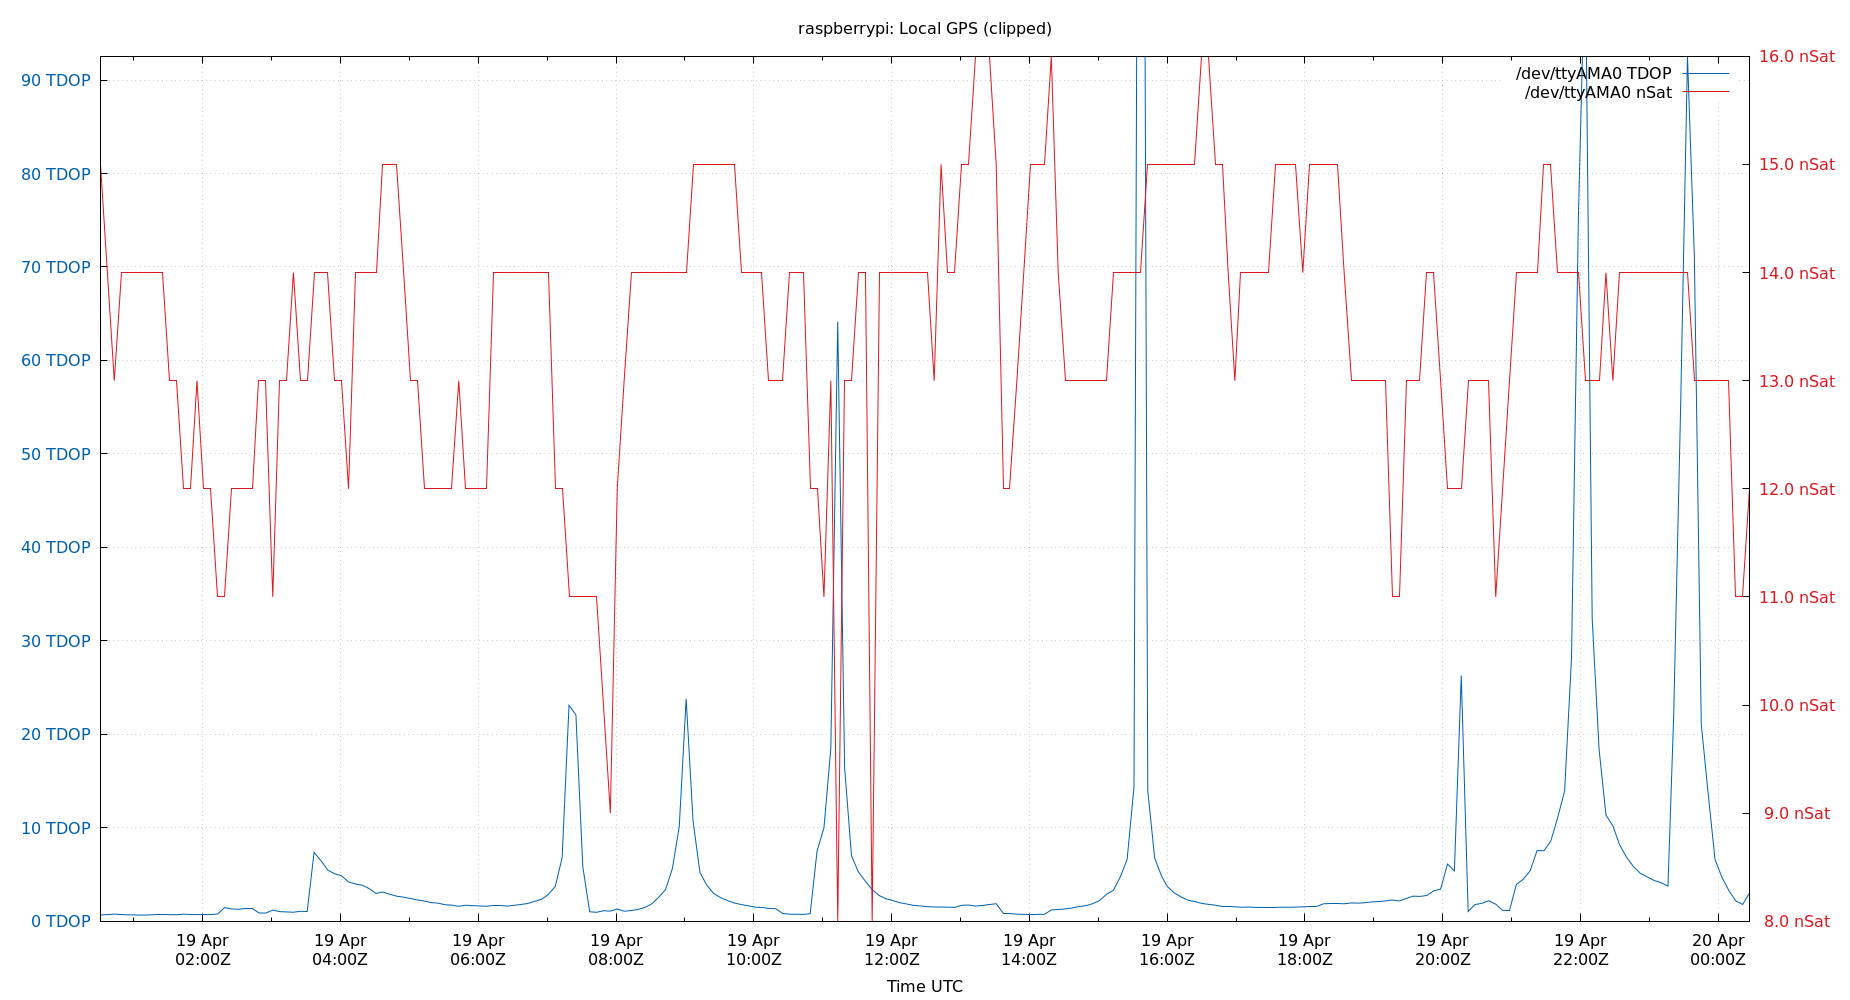 raspberrypi: Local GPS (clipped)
90 TDOP
80 TDOP
70 TDOP
60 TDOP
50 TDOP
40 TDOP
30 TDOP
20 TDOP
10 TDOP
0 TDOP
/dev/ttyAMA0 TDOP
/dev/ttyAMA0 nSat
16.0 nSat
15.0 nSat
14.0 nSat
13.0 nSat
12.0 nSat
11.0 nSat
10.0 nSat
9.0 nSat
8.0 nSat
19 Apr 19 Apr 19 Apr 19 Apr 19 Apr 19 Apr 19 Apr 19 Apr 19 Apr 19 Apr 19 Apr 20 Apr
02:00Z 04:00Z 06:00Z 08:00Z 10:00Z 12:00Z 14:00Z 16:00Z 18:00Z 20:00Z 22:00Z 00:00Z
Time UTC